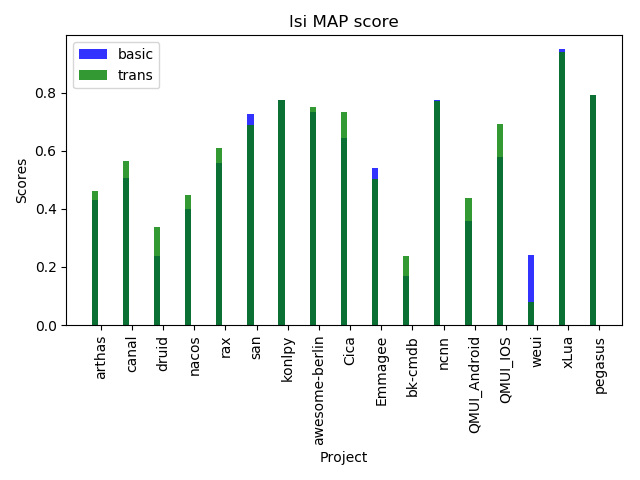 lsi MAP score
basic
trans
Scores
0.8
0.6
0.4
0.2
0.0
arthas
canal
druid
nacos
rax
san
konlpy
awesome-berlin
Cica
Emmagee
bk-cmdb
ncnn
QMUI_Android
QMUI_IOS
weui
xLua
pegasus
Project